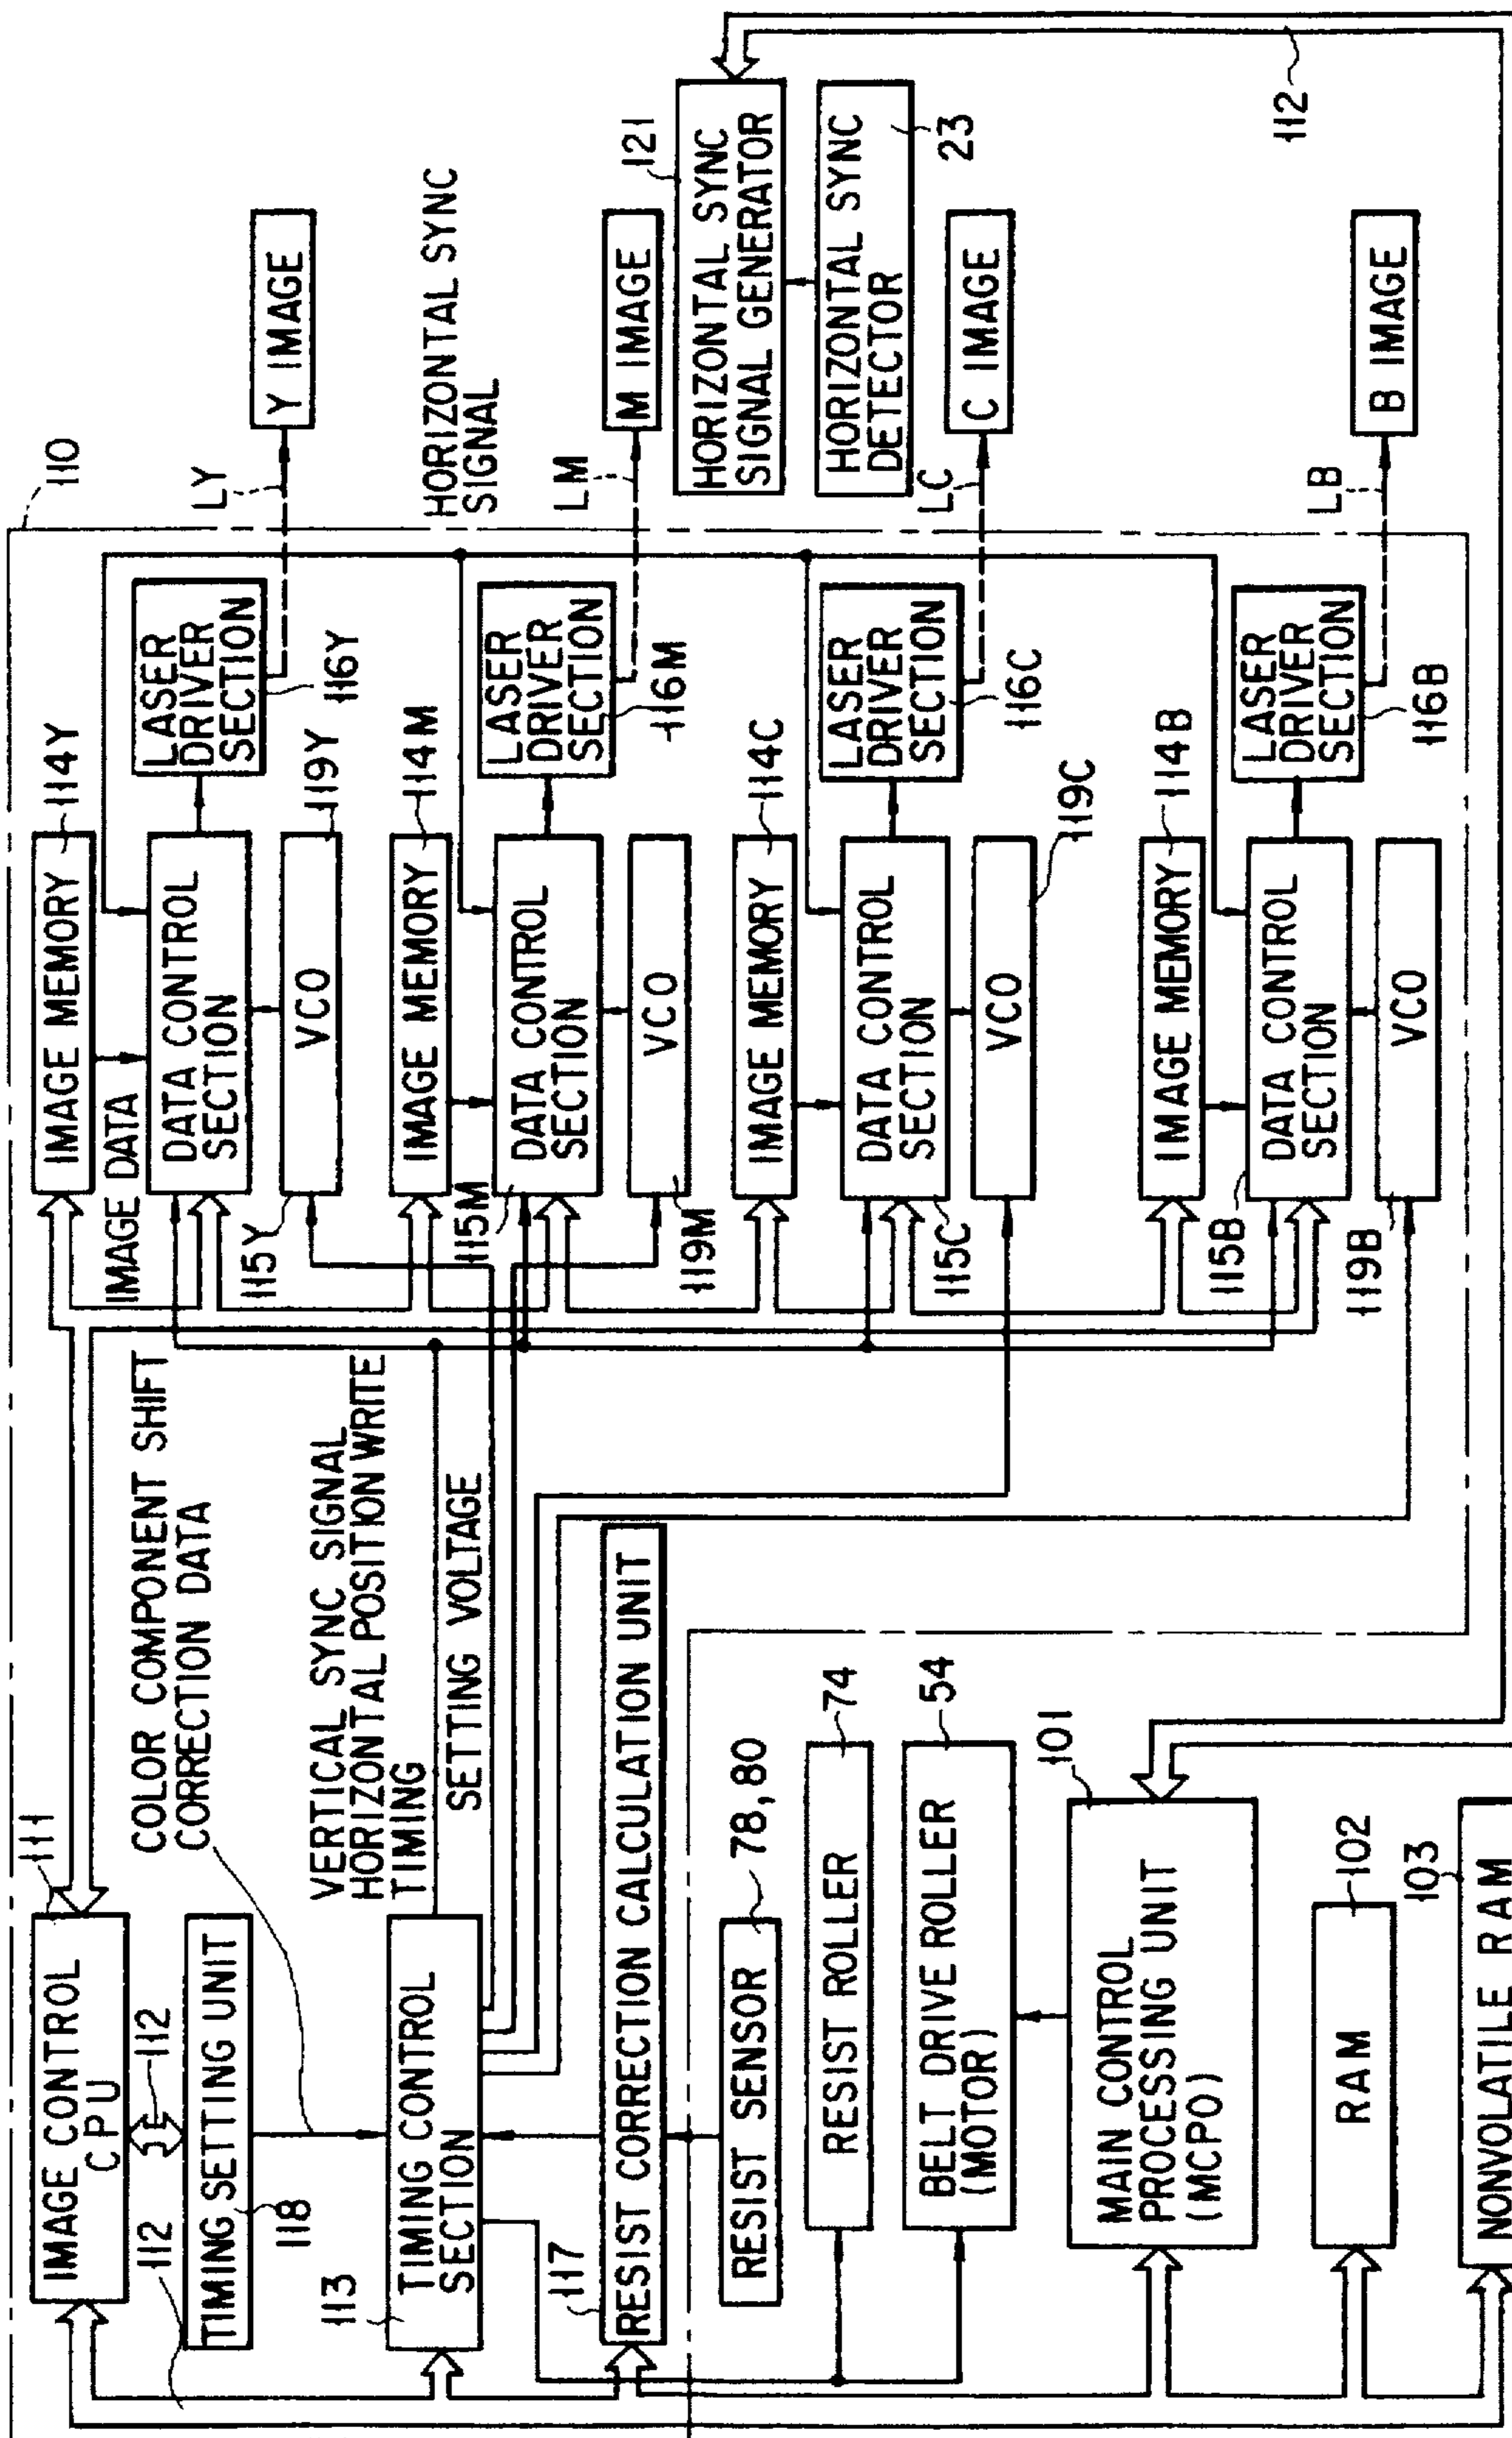 110
111
IMAGE CONTROL
CPU
112
112
TIMING SETTING UNIT
118
COLOR COMPONENT SHIFT
CORRECTION DATA
TIMING CONTROL
SECTION
113
VERTICAL SYNC SIGNAL
HORIZONTAL POSITION WRITE
TIMING
SETTING VOLTAGE
117
RESIST CORRECTION CALCULATION UNIT
RESIST SENSOR
78,80
RESIST ROLLER
74
BELT DRIVE ROLLER
(MOTOR)
54
MAIN CONTROL
PROCESSING UNIT
(MCPO)
101
RAM
102
NONVOLATILE RAM
103
IMAGE MEMORY
114Y
IMAGE DATA
DATA CONTROL
SECTION
115Y
LASER
DRIVER
SECTION
116Y
VCO
119Y
LY
Y IMAGE
HORIZONTAL SYNC
SIGNAL
IMAGE MEMORY
114M
DATA CONTROL
SECTION
115M
LASER
DRIVER
SECTION
116M
VCO
119M
LM
M IMAGE
HORIZONTAL SYNC
SIGNAL GENERATOR
121
HORIZONTAL SYNC
DETECTOR
23
IMAGE MEMORY
114C
DATA CONTROL
SECTION
115C
LASER
DRIVER
SECTION
116C
VCO
119C
LC
C IMAGE
IMAGE MEMORY
114B
DATA CONTROL
SECTION
115B
LASER
DRIVER
SECTION
116B
VCO
119B
LB
B IMAGE
112